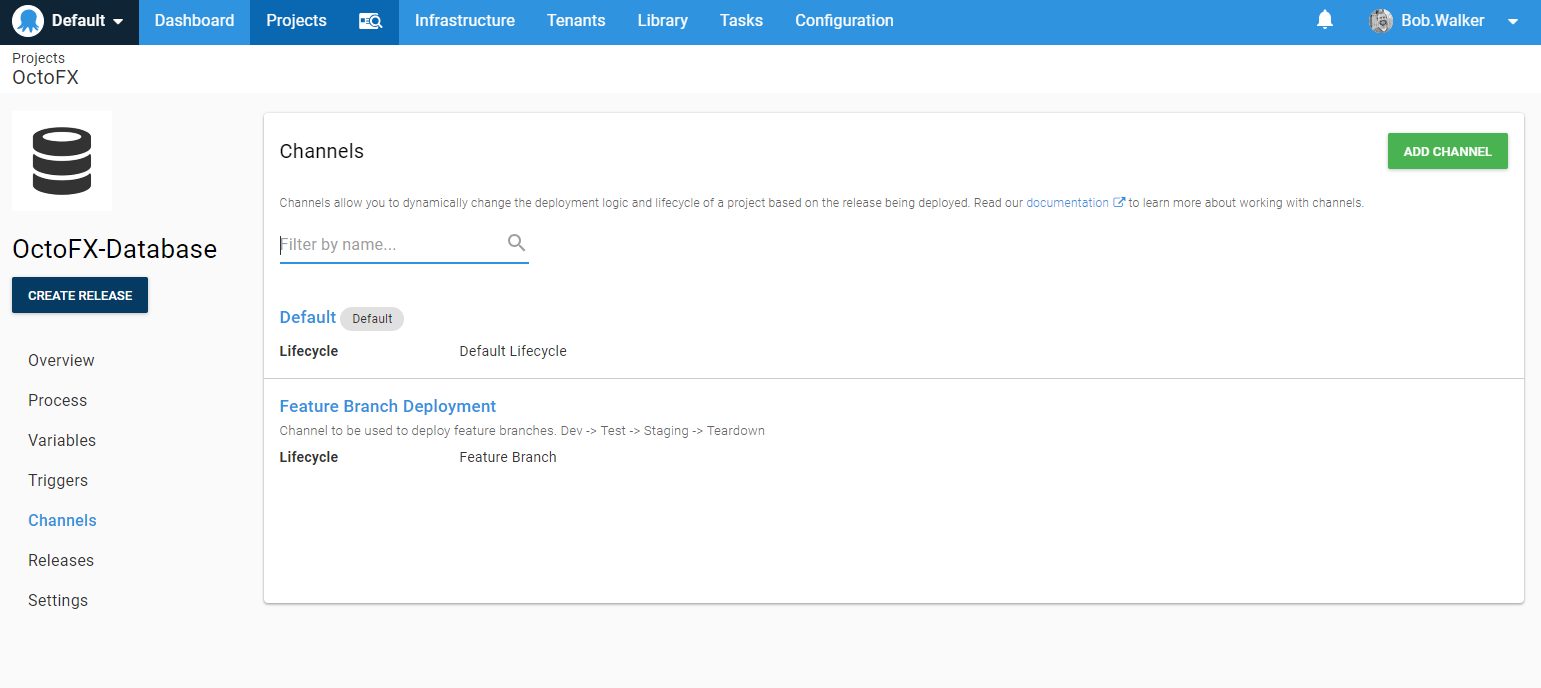 Default Dashboard Projects Infrastructure Tenants Library Tasks Configuration Bob.Walker
Projects
OctoFX
OctoFX-Database
CREATE RELEASE
Overview
Process
Variables
Triggers
Channels
Releases
Settings
Channels
ADD CHANNEL
Channels allow you to dynamically change the deployment logic and lifecycle of a project based on the release being deployed. Read our documentation to learn more about working with channels.
Filter by name...
Default Default
Lifecycle Default Lifecycle
Feature Branch Deployment
Channel to be used to deploy feature branches. Dev -> Test -> Staging -> Teardown
Lifecycle Feature Branch